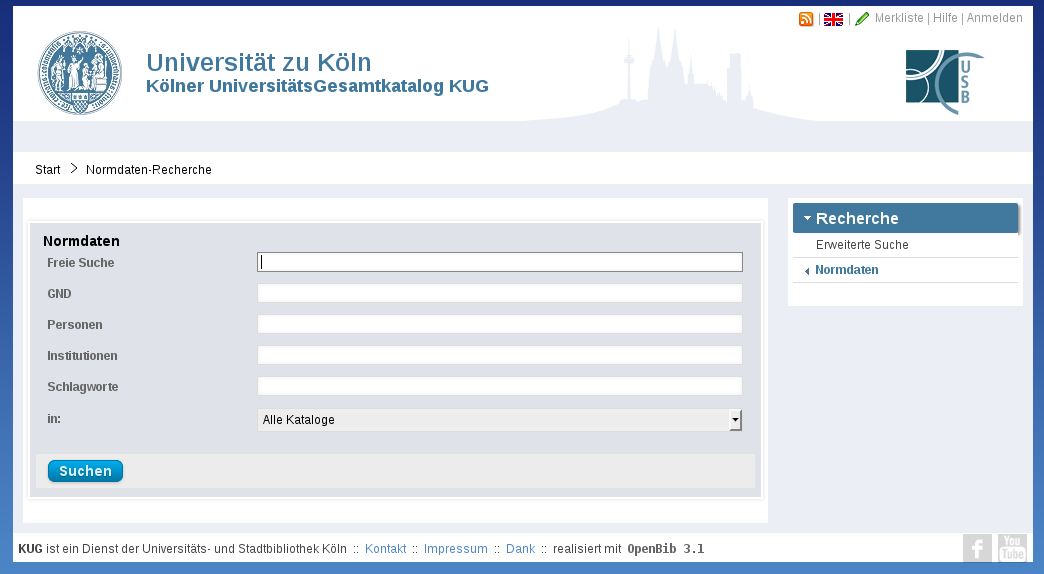 | | Merkliste | Hilfe | Anmelden
Universität zu Köln
Kölner UniversitätsGesamtkatalog KUG
USB
Start > Normdaten-Recherche
Normdaten
Freie Suche
GND
Personen
Institutionen
Schlagworte
in: Alle Kataloge
Suchen
Recherche
Erweiterte Suche
Normdaten
KUG ist ein Dienst der Universitäts- und Stadtbibliothek Köln :: Kontakt :: Impressum :: Dank :: realisiert mit OpenBib 3.1
You
Tube